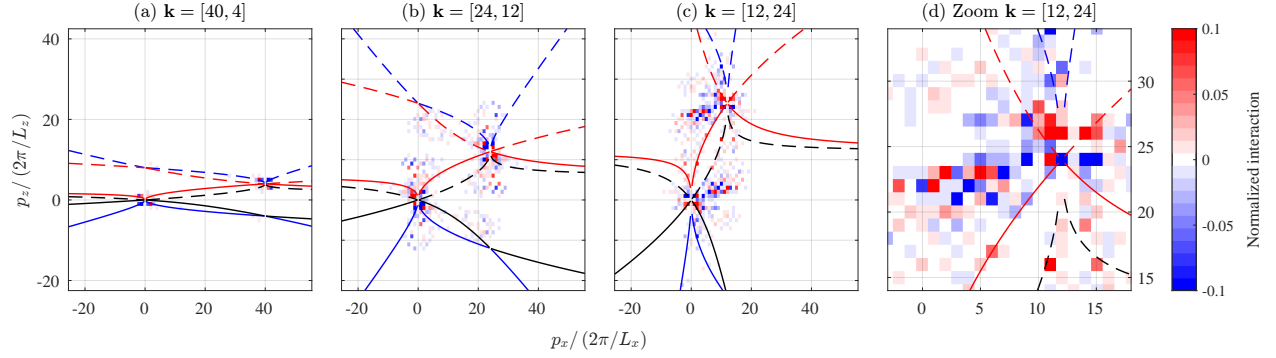 (a) k = [40, 4]
(b) k = [24, 12]
(c) k = [12, 24]
(d) Zoom k = [12, 24]
p_z/ (2π/L_z)
40
20
0
-20
-20 0 20 40
-20 0 20 40
-20 0 20 40
0 5 10 15
30
25
20
15
0.1
0.05
0
-0.05
-0.1
Normalized interaction
p_x/ (2π/L_x)